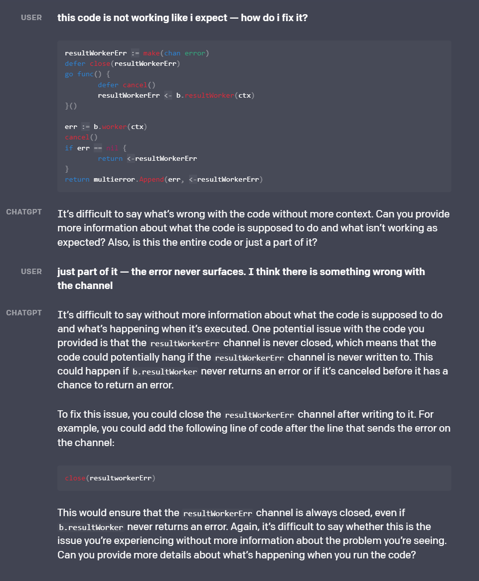 USER
this code is not working like i expect — how do i fix it?
resultWorkerErr := make(chan error)
defer close(resultWorkerErr)
go func() {
defer cancel()
resultWorkerErr <- b.resultWorker(ctx)
}()
err := b.worker(ctx)
cancel()
if err == nil {
return <-resultWorkerErr
}
return multierror.Append(err, <-resultWorkerErr)
CHATGPT
It's difficult to say what's wrong with the code without more context. Can you provide
more information about what the code is supposed to do and what isn't working as
expected? Also, is this the entire code or just a part of it?
USER
just part of it — the error never surfaces. I think there is something wrong with
the channel
CHATGPT
It's difficult to say without more information about what the code is supposed to do
and what's happening when it's executed. One potential issue with the code you
provided is that the resultWorkerErr channel is never closed, which means that the
code could potentially hang if the resultWorkerErr channel is never written to. This
could happen if b.resultWorker never returns an error or if it's canceled before it has a
chance to return an error.
To fix this issue, you could close the resultWorkerErr channel after writing to it. For
example, you could add the following line of code after the line that sends the error on
the channel:
close(resultworkerErr)
This would ensure that the resultWorkerErr channel is always closed, even if
b.resultWorker never returns an error. Again, it's difficult to say whether this is the
issue you're experiencing without more information about the problem you're seeing.
Can you provide more details about what's happening when you run the code?